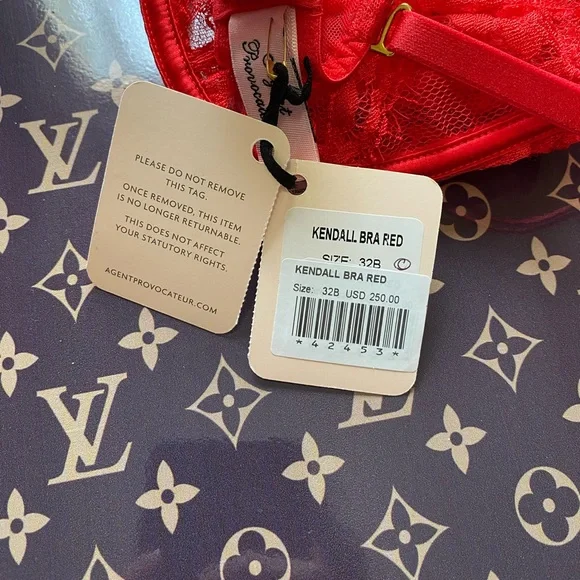 Provocateur
PLEASE DO NOT REMOVE
THIS TAG.
ONCE REMOVED, THIS ITEM
IS NO LONGER RETURNABLE.
THIS DOES NOT AFFECT
YOUR STATUTORY RIGHTS.
AGENTPROVOCATEUR.COM
KENDALL BRA RED
SIZE: 32B C
KENDALL BRA RED
Size: 32B USD 250.00
*42453*
LV
LV
LV